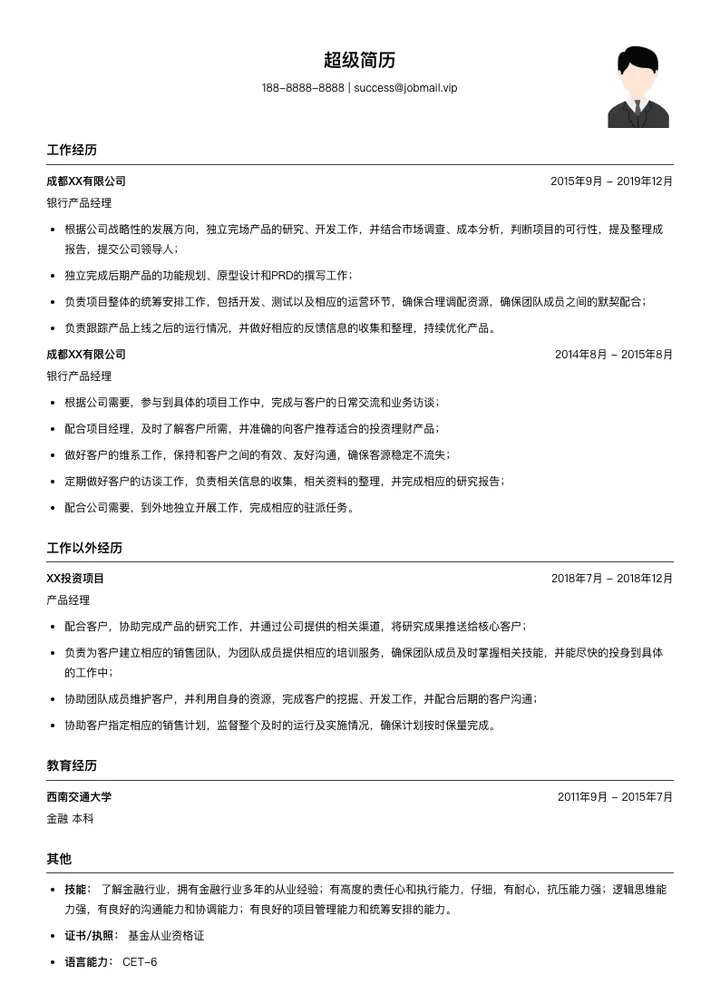 超级简历
188-8888-8888 | success@jobmail.vip
工作经历
成都XX有限公司 2015年9月 - 2019年12月
银行产品经理
• 根据公司战略性的发展方向，独立完场产品的研究、开发工作，并结合市场调查、成本分析，判断项目的可行性，提及整理成
报告，提交公司领导人；
• 独立完成后期产品的功能规划、原型设计和PRD的撰写工作；
• 负责项目整体的统筹安排工作，包括开发、测试以及相应的运营环节，确保合理调配资源，确保团队成员之间的默契配合；
• 负责跟踪产品上线之后的运行情况，并做好相应的反馈信息的收集和整理，持续优化产品。
成都XX有限公司 2014年8月 - 2015年8月
银行产品经理
• 根据公司需要，参与到具体的项目工作中，完成与客户的日常交流和业务访谈；
• 配合项目经理，及时了解客户所需，并准确的向客户推荐适合的投资理财产品；
• 做好客户的维系工作，保持和客户之间的有效、友好沟通，确保客源稳定不流失；
• 定期做好客户的访谈工作，负责相关信息的收集，相关资料的整理，并完成相应的研究报告；
• 配合公司需要，到外地独立开展工作，完成相应的驻派任务。
工作以外经历
XX投资项目 2018年7月 - 2018年12月
产品经理
• 配合客户，协助完成产品的研究工作，并通过公司提供的相关渠道，将研究成果推送给核心客户；
• 负责为客户建立相应的销售团队，为团队成员提供相应的培训服务，确保团队成员及时掌握相关技能，并能尽快的投身到具体
的工作中；
• 协助团队成员维护客户，并利用自身的资源，完成客户的挖掘、开发工作，并配合后期的客户沟通；
• 协助客户指定相应的销售计划，监督整个及时的运行及实施情况，确保计划按时保量完成。
教育经历
西南交通大学 2011年9月 - 2015年7月
金融 本科
其他
• 技能： 了解金融行业，拥有金融行业多年的从业经验；有高度的责任心和执行能力，仔细，有耐心，抗压能力强；逻辑思维能
力强，有良好的沟通能力和协调能力；有良好的项目管理能力和统筹安排的能力。
• 证书/执照： 基金从业资格证
• 语言能力： CET-6